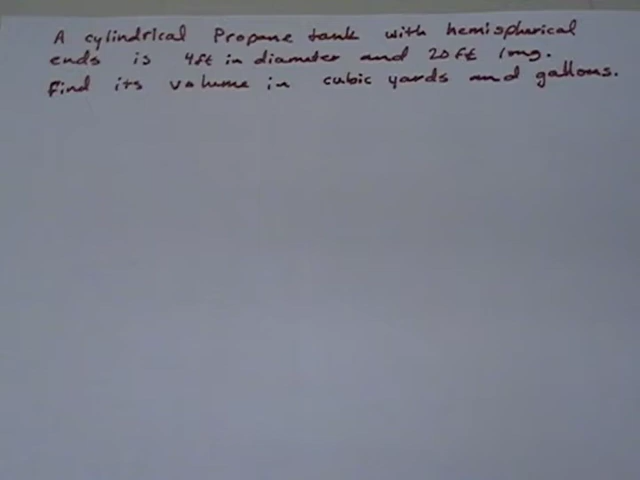 A cylindrical Propane tank with hemispherical
ends is 4ft in diameter and 20ft long.
Find its volume in cubic yards and gallons.